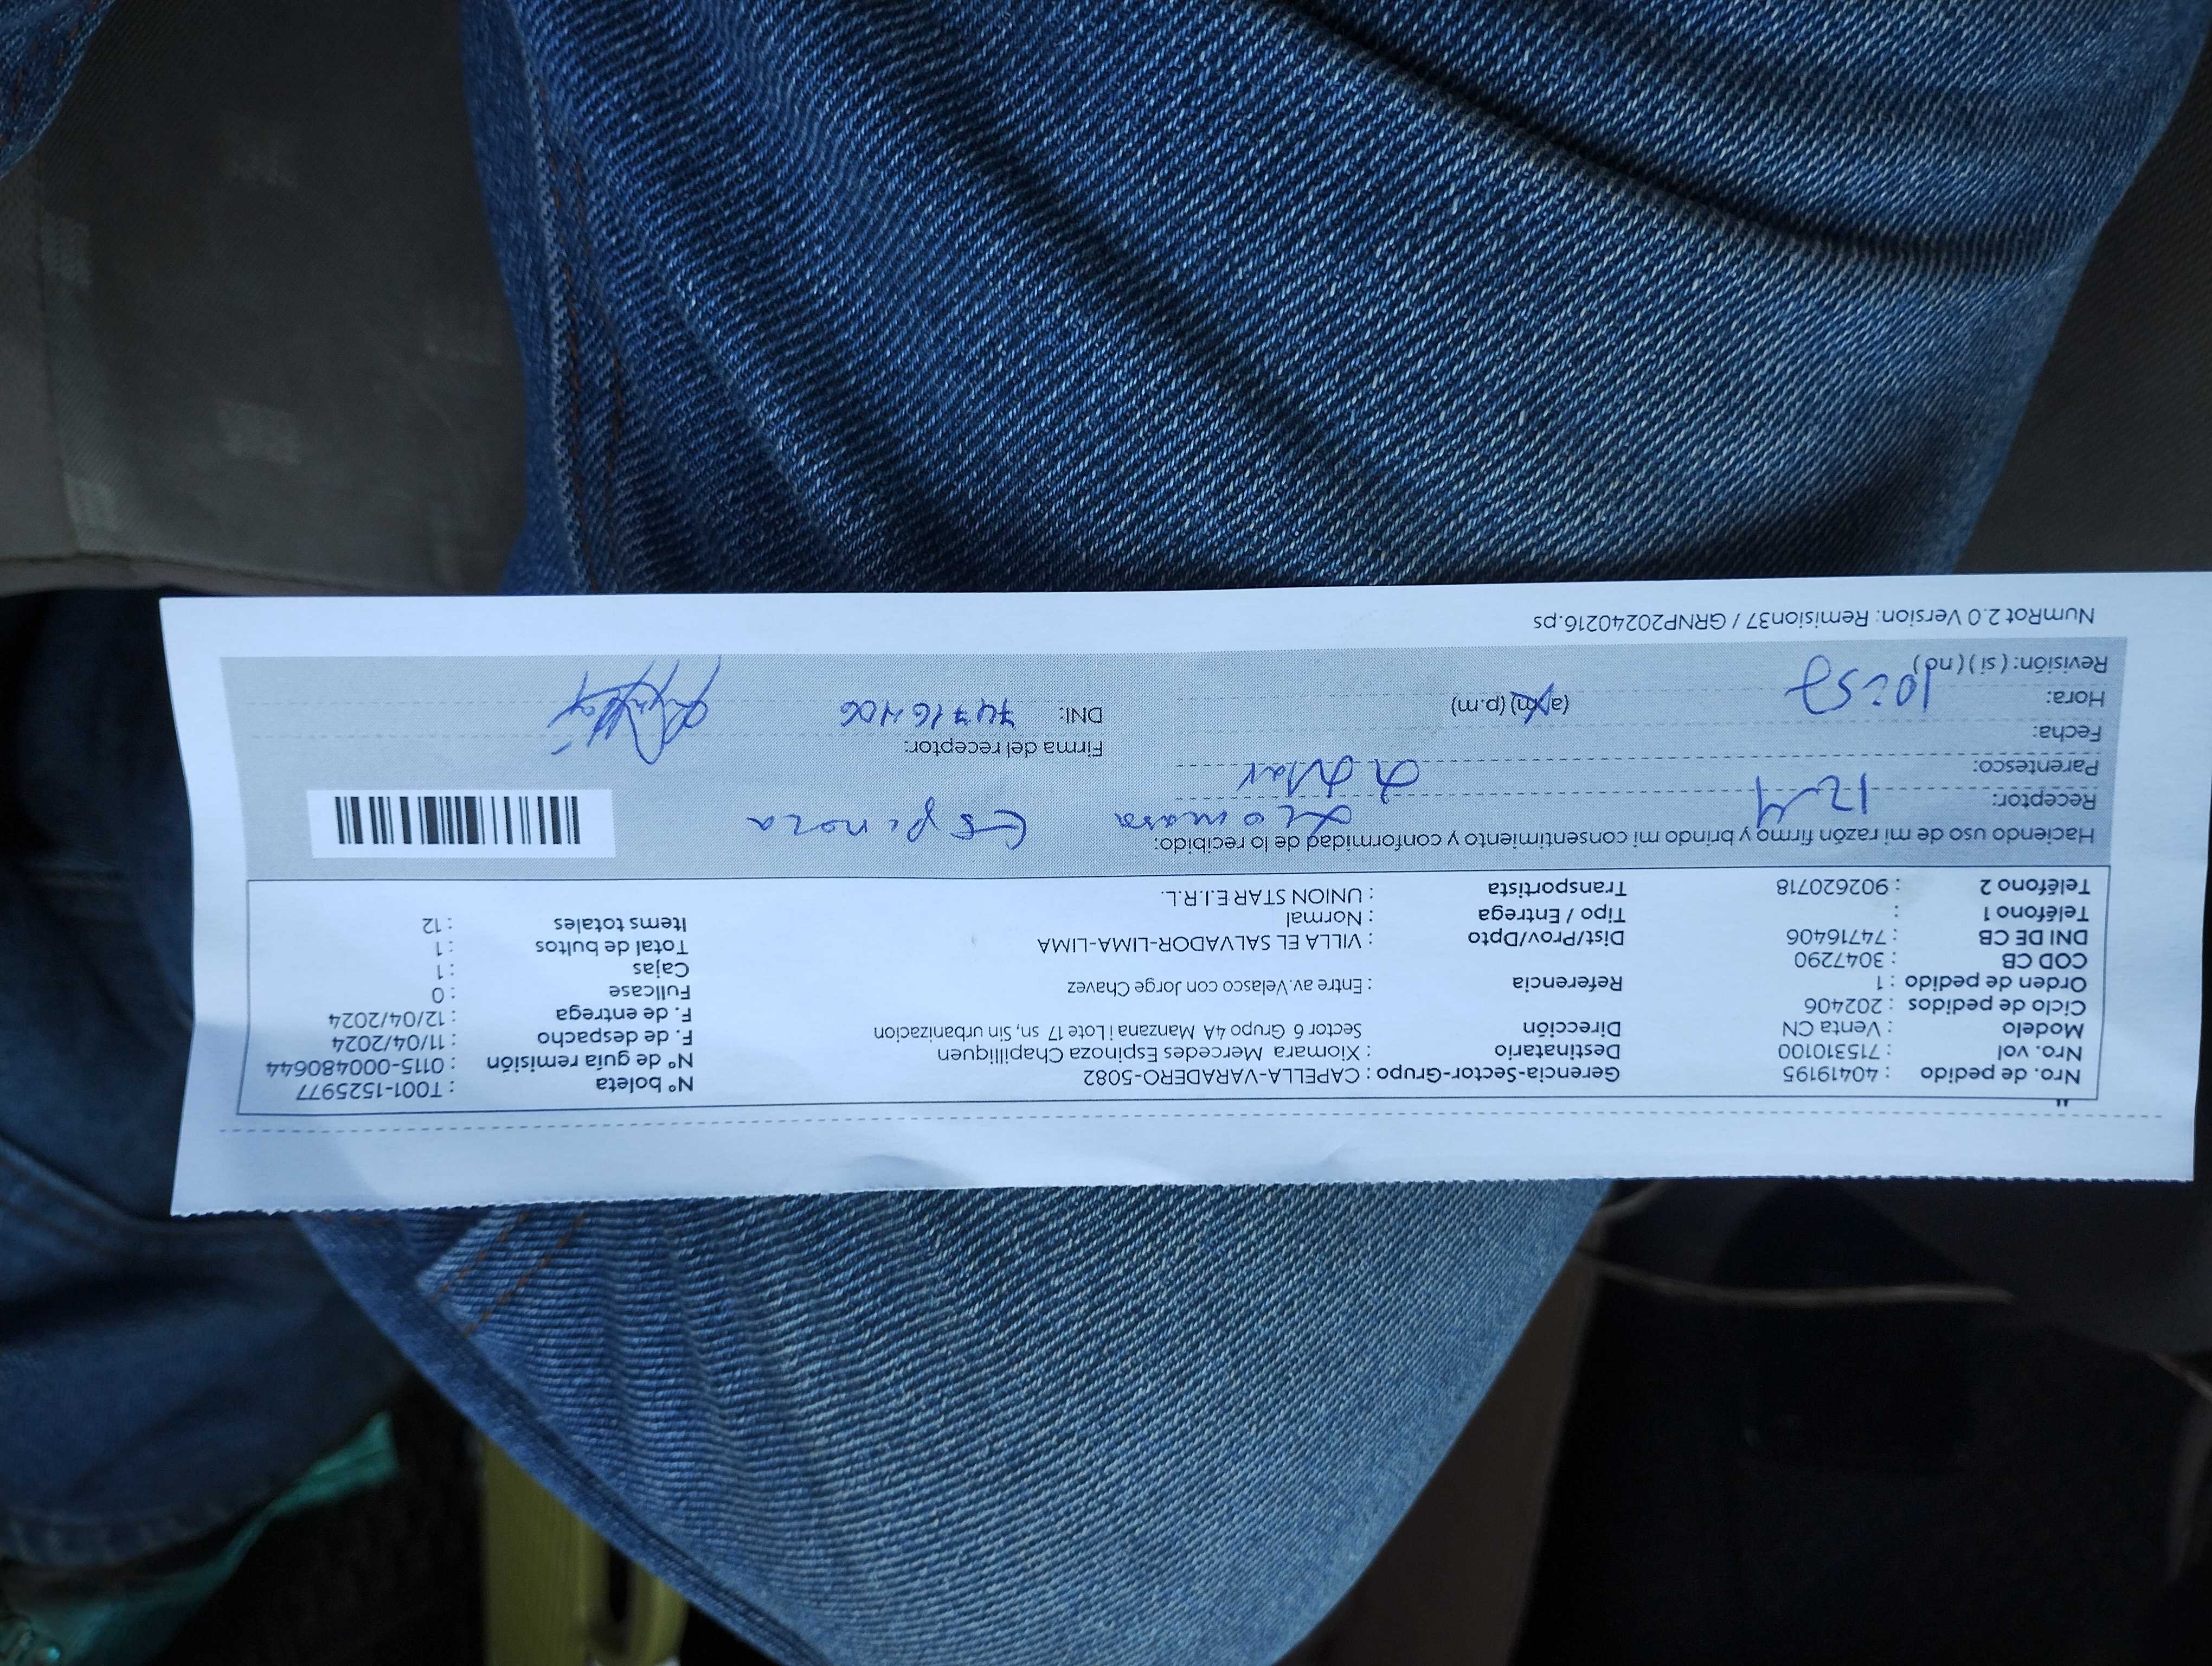 Nro. de pedido : 40419195 Gerencia-Sector-Grupo : CAPELLA-VARADERO-5082 N° boleta : T001-1525977
Nro. vol : 715310100 Destinatario : Xiomara Mercedes Espinoza Chapilliquen N° de guía remisión : 0115-0000480644
Modelo : Venta CN Dirección Sector 6 Grupo 4A Manzana i Lote 17 sn, Sin urbanizacion F. de despacho : 11/04/2024
Ciclo de pedidos : 202406 F. de entrega : 12/04/2024
Orden de pedido : 1 Referencia : Entre av.Velasco con Jorge Chavez Fullcase : 0
COD CB : 3047290 Cajas : 1
DNI DE CB : 74716406 Dist/Prov/Dpto : VILLA EL SALVADOR-LIMA-LIMA Total de bultos : 1
Teléfono 1 : Tipo / Entrega : Normal Items totales : 12
Teléfono 2 : 902620718 Transportista : UNION STAR E.I.R.L.
Haciendo uso de mi razón firmo y brindo mi consentimiento y conformidad de lo recibido:
Receptor: Espinoza
Parentesco:
Fecha: Firma del receptor:
Hora: 10:57 (a.m) (p.m) DNI: 74716406
Revisión: ( si ) ( no )
NumRot 2.0 Version: Remision37 / GRNP20240216.ps